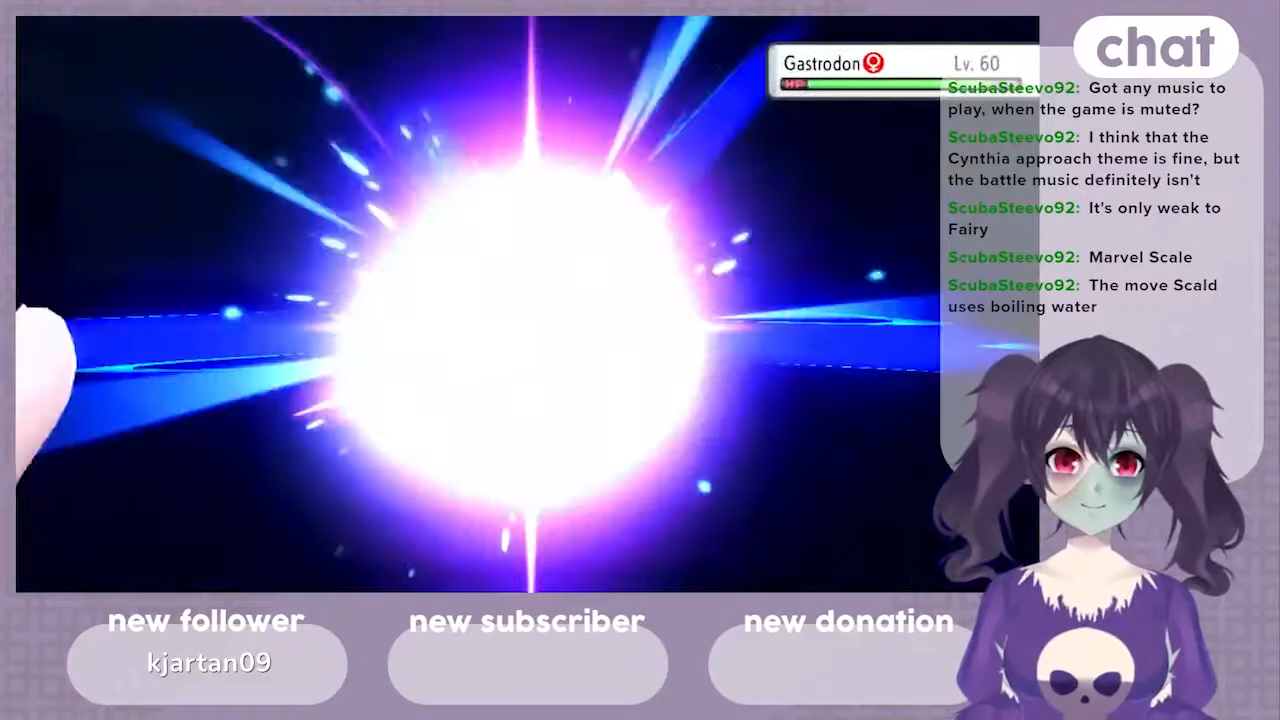 Gastrodon♀ Lv. 60
HP
chat
ScubaSteevo92: Got any music to
play, when the game is muted?
ScubaSteevo92: I think that the
Cynthia approach theme is fine, but
the battle music definitely isn't
ScubaSteevo92: It's only weak to
Fairy
ScubaSteevo92: Marvel Scale
ScubaSteevo92: The move Scald
uses boiling water
new follower
kjartan09
new subscriber
new donation